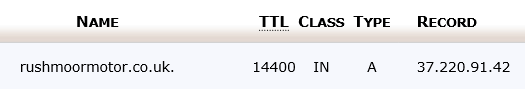 Name TTL Class Type Record
rushmoormotor.co.uk. 14400 IN A 37.220.91.42